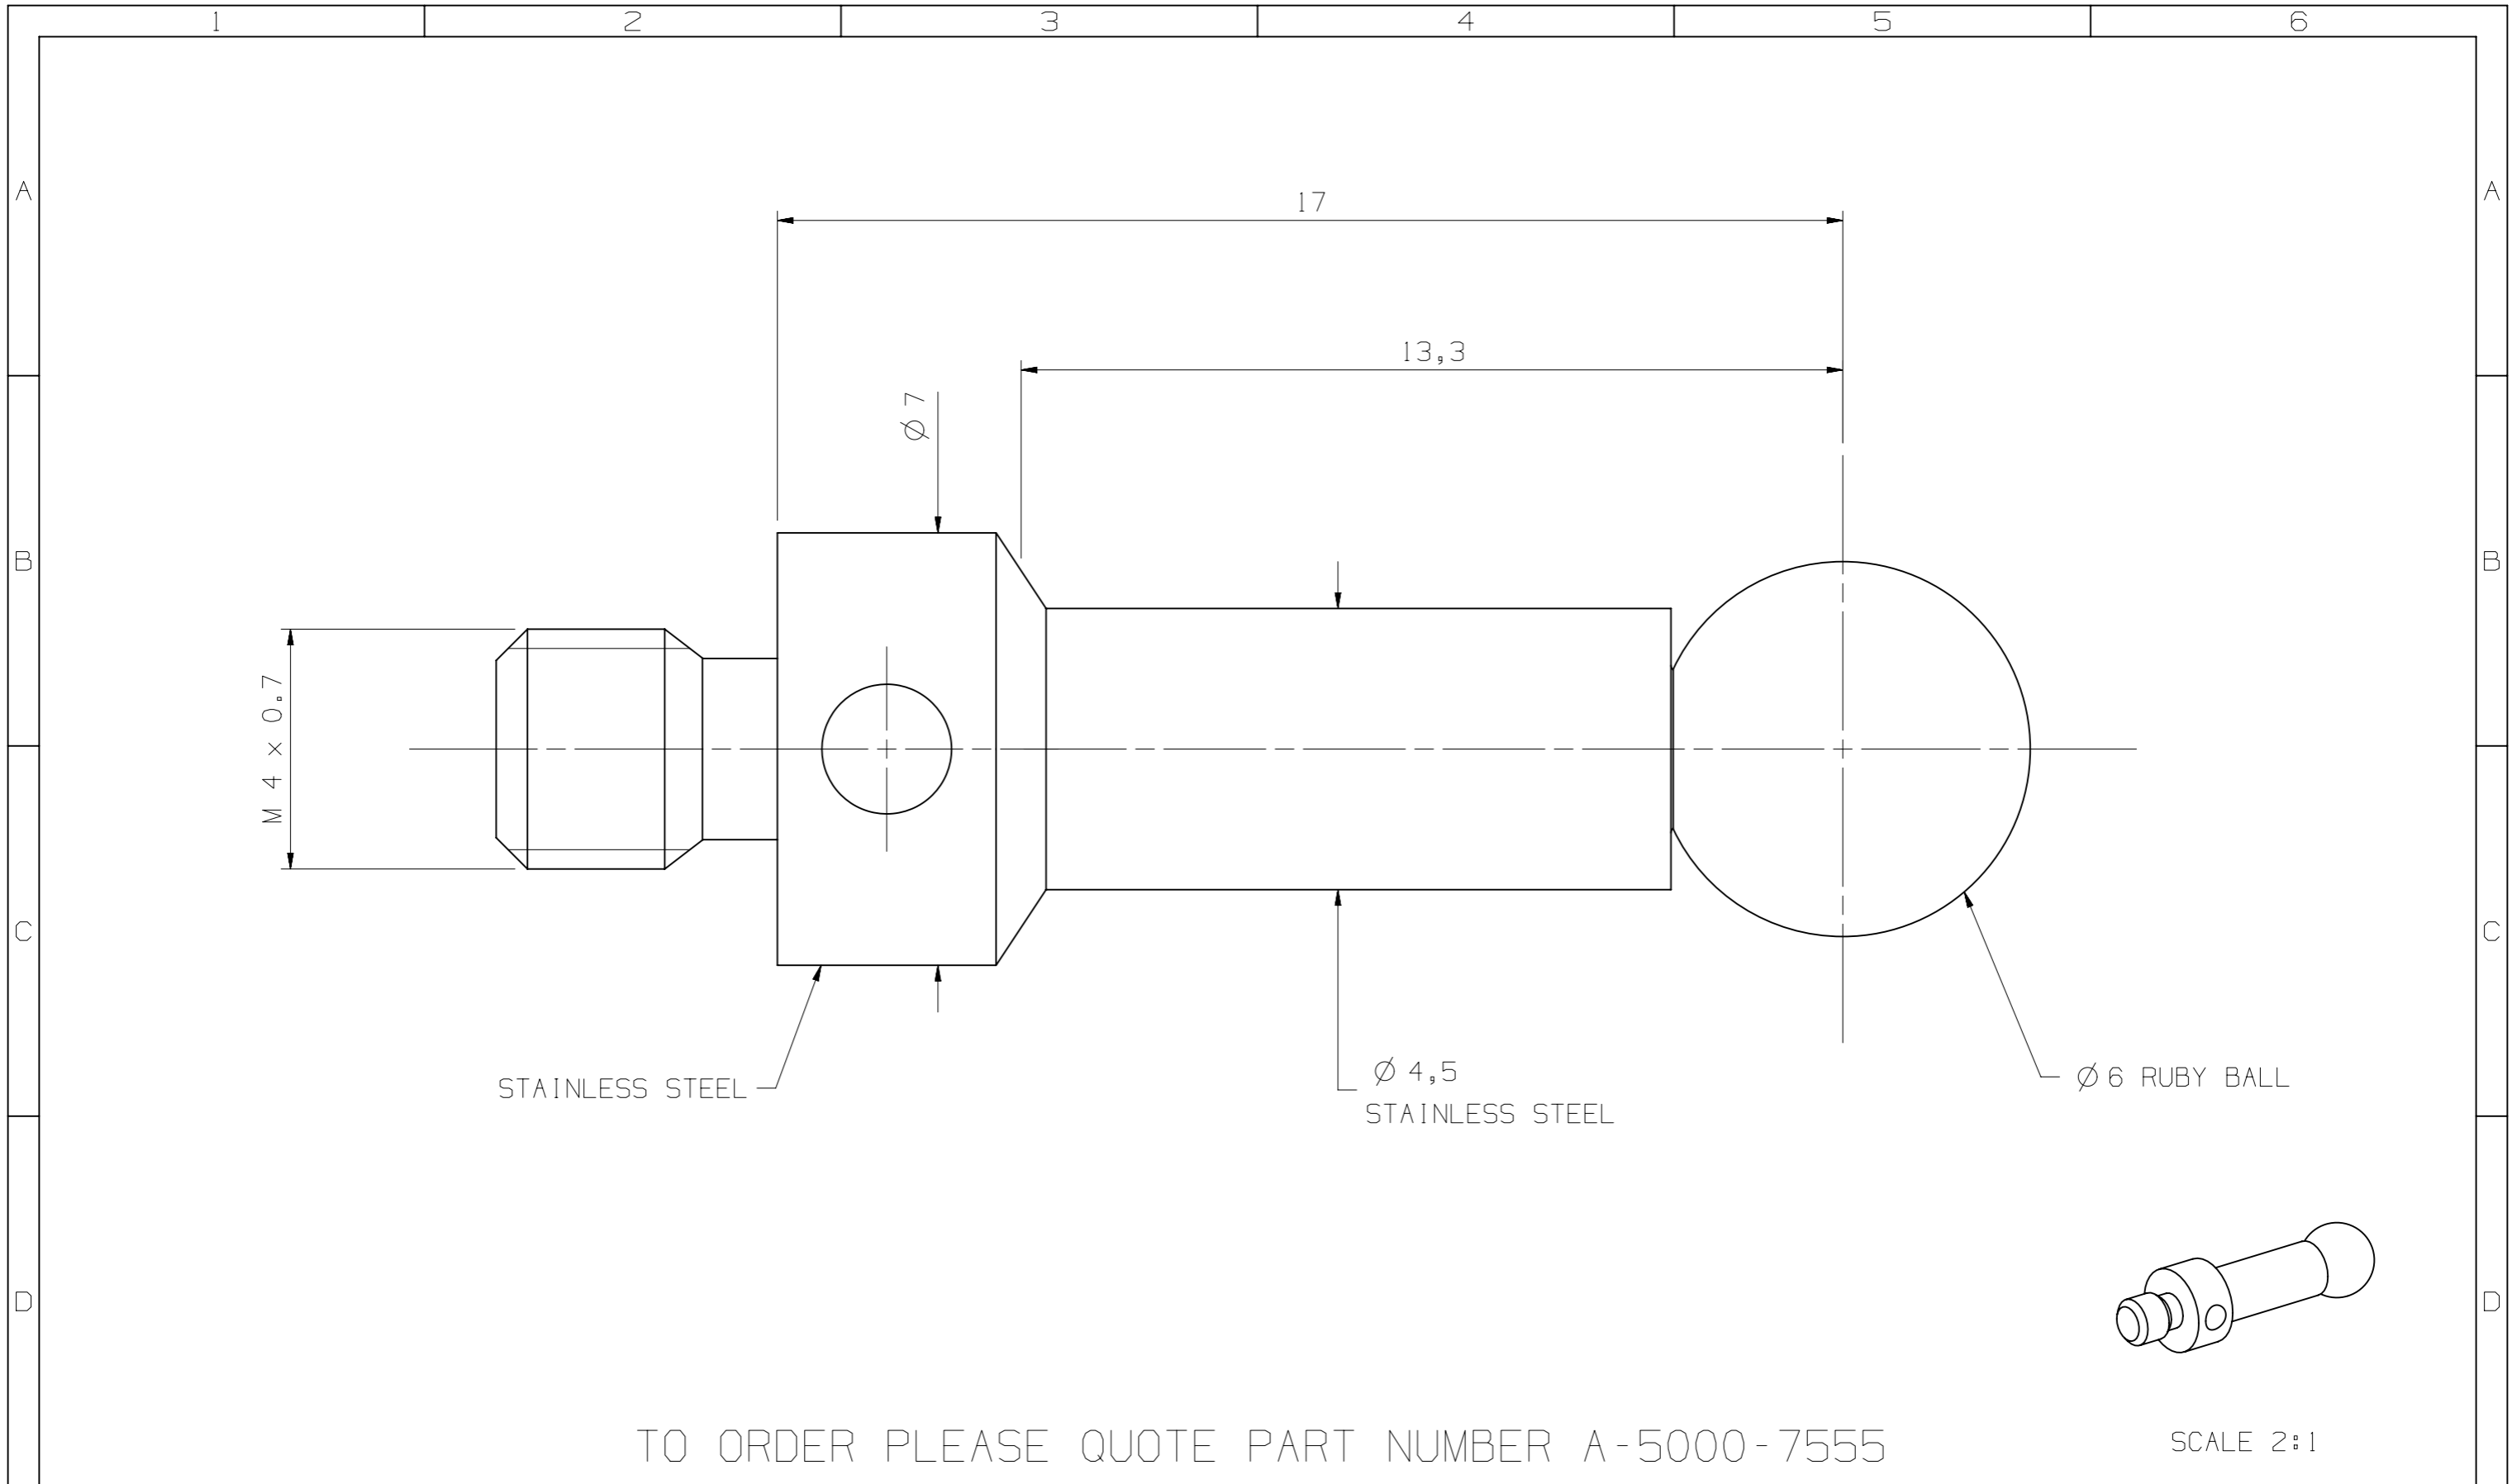 1 2 3 4 5 6
A A
17
13,3
Ø 7
B B
M 4 × 0.7
C C
Ø 4,5
STAINLESS STEEL
STAINLESS STEEL
Ø 6 RUBY BALL
D D
TO ORDER PLEASE QUOTE PART NUMBER A-5000-7555
SCALE 2:1